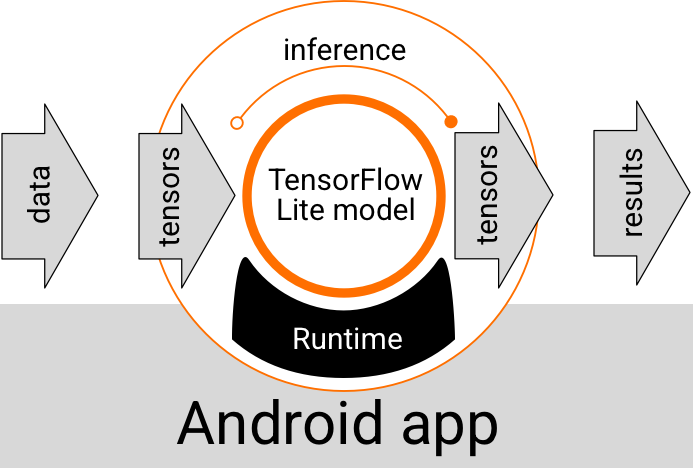 inference
data
tensors
TensorFlow
Lite model
tensors
results
Runtime
Android app